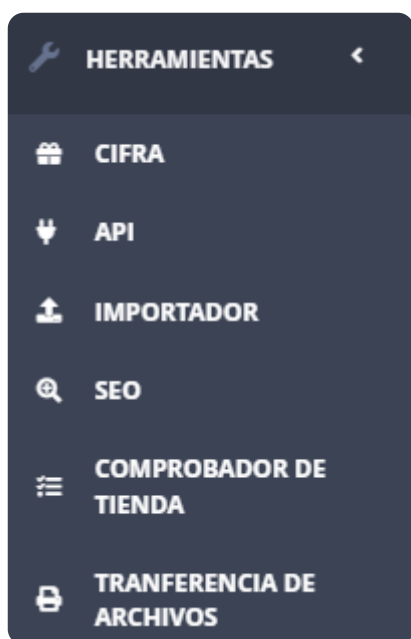 HERRAMIENTAS
CIFRA
API
IMPORTADOR
SEO
COMPROBADOR DE
TIENDA
TRANFERENCIA DE
ARCHIVOS